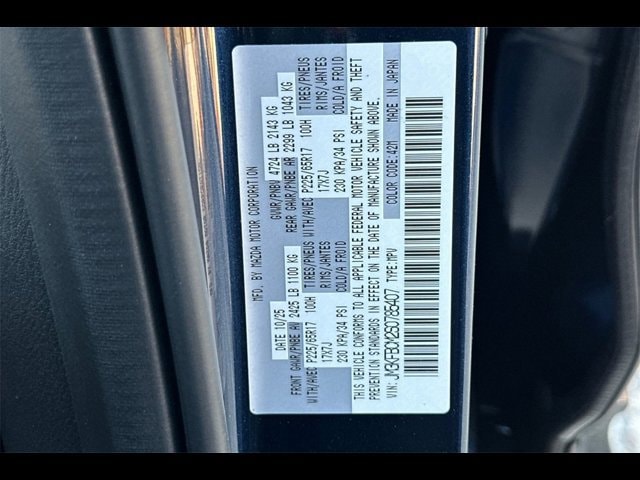 MFD. BY MAZDA MOTOR CORPORATION
DATE 10/25 GVWR/PNBV 4724 LB 2143 KG
FRONT GAWR/PNBE AV 2425 LB 1100 KG REAR GAWR/PNBE AR 2299 LB 1043 KG
WITH/AVEC P225/65R17 100H TIRES/PNEUS WITH/AVEC P225/65R17 100H TIRES/PNEUS
17X7J RIMS/JANTES 17X7J RIMS/JANTES
230 KPA/34 PSI COLD/A FROID 230 KPA/34 PSI COLD/A FROID
THIS VEHICLE CONFORMS TO ALL APPLICABLE FEDERAL MOTOR VEHICLE SAFETY AND THEFT
PREVENTION STANDARDS IN EFFECT ON THE DATE OF MANUFACTURE SHOWN ABOVE.
VIN: TYPE:MPV COLOR CODE:42M MADE IN JAPAN